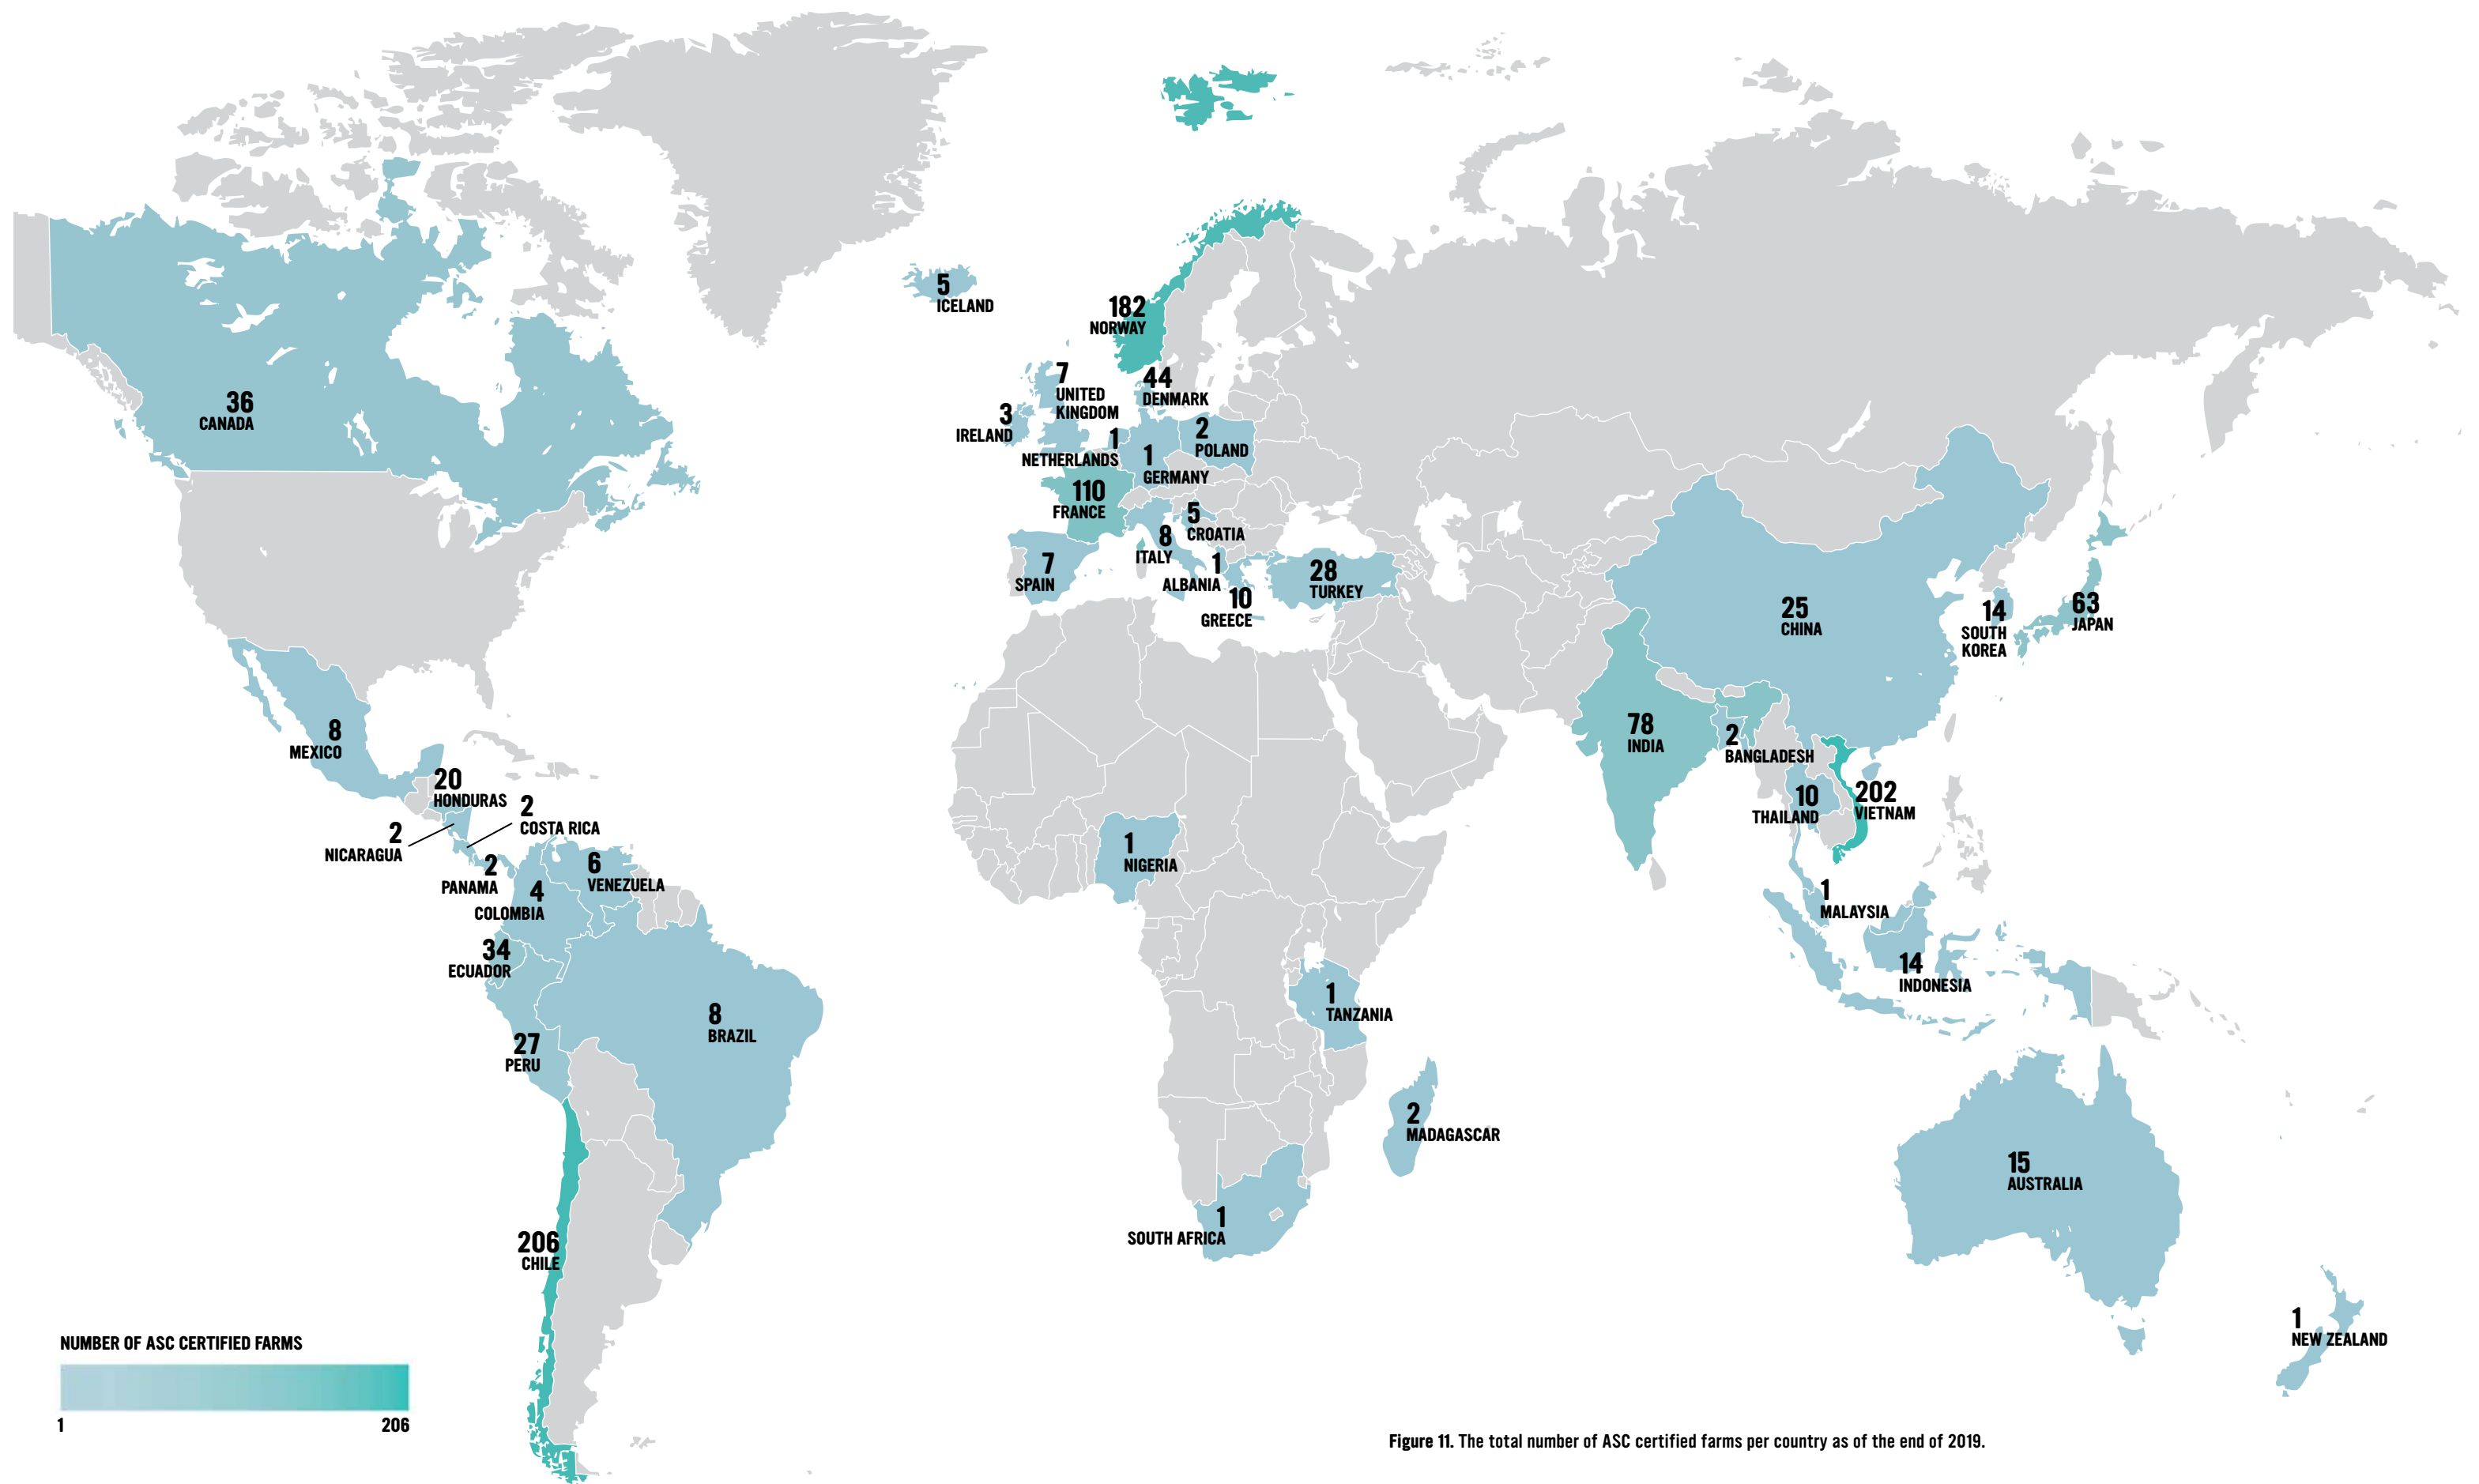 5
ICELAND
182
NORWAY
7
UNITED
KINGDOM
44
DENMARK
36
CANADA
3
IRELAND
1
NETHERLANDS
1
GERMANY
2
POLAND
110
FRANCE
5
CROATIA
8
ITALY
7
SPAIN
1
ALBANIA
10
GREECE
28
TURKEY
25
CHINA
14
SOUTH
KOREA
63
JAPAN
8
MEXICO
78
INDIA
2
BANGLADESH
20
HONDURAS
2
COSTA RICA
2
NICARAGUA
2
PANAMA
6
VENEZUELA
4
COLOMBIA
10
THAILAND
202
VIETNAM
1
NIGERIA
1
MALAYSIA
34
ECUADOR
14
INDONESIA
8
BRAZIL
1
TANZANIA
27
PERU
2
MADAGASCAR
15
AUSTRALIA
206
CHILE
1
SOUTH AFRICA
1
NEW ZEALAND
NUMBER OF ASC CERTIFIED FARMS
1 206
Figure 11. The total number of ASC certified farms per country as of the end of 2019.